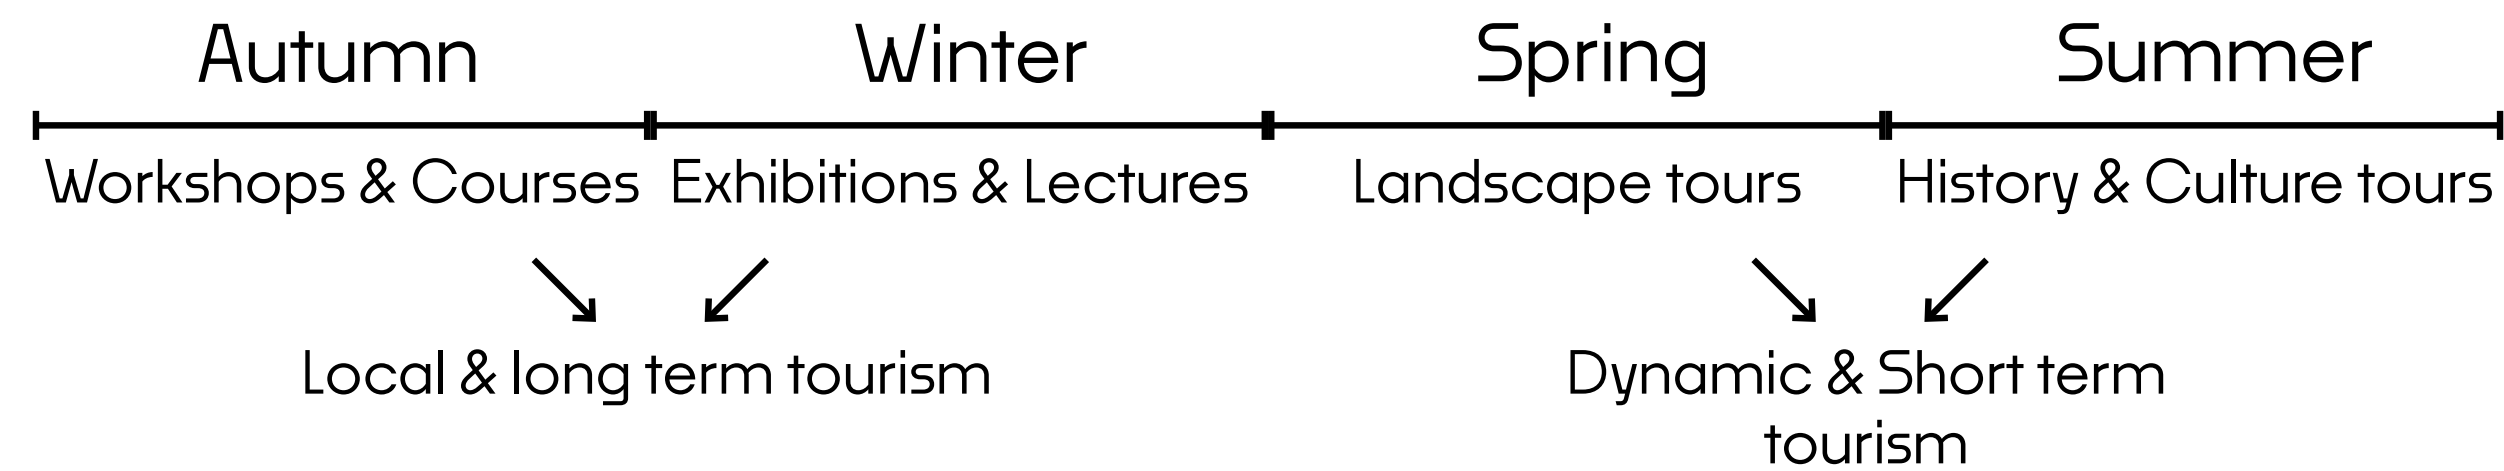 Autumn Winter Spring Summer
Workshops & Courses Exhibitions & Lectures Landscape tours History & Cullture tours
Local & long term tourism Dynamic & Short term
tourism